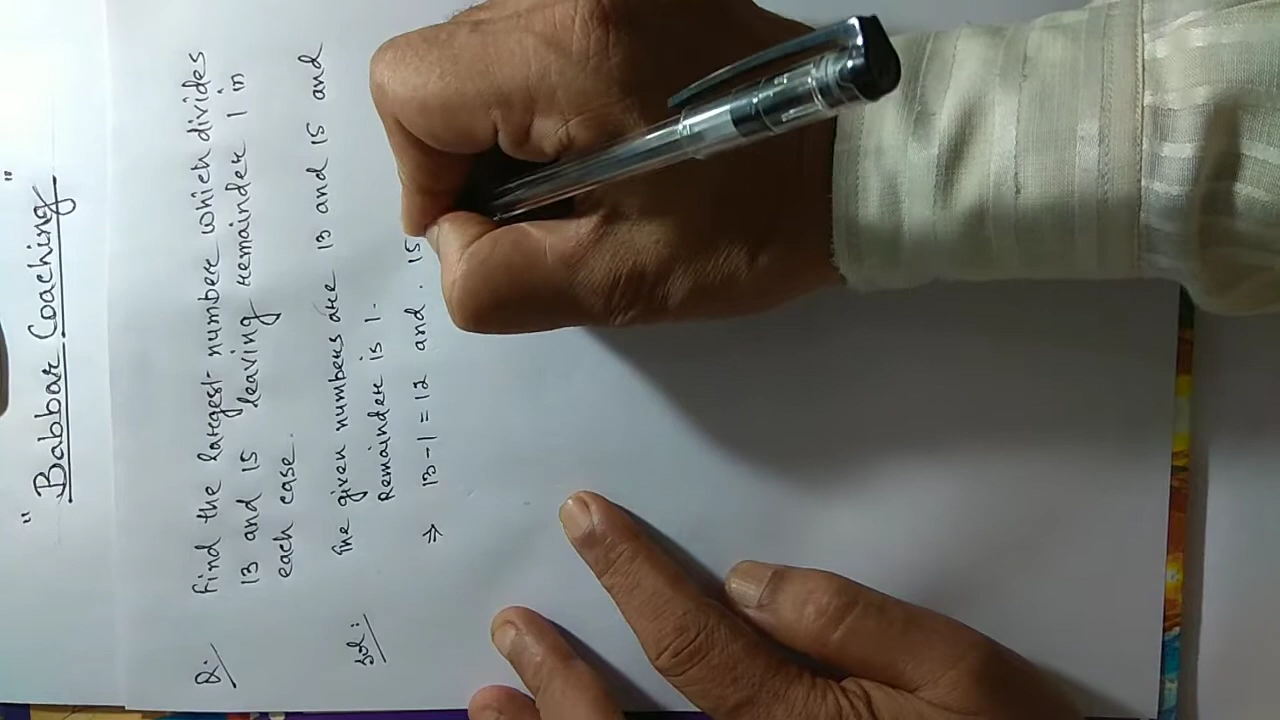 " Babbar Coaching "
Q:- Find the largest number which divides
13 and 15 leaving remainder 1 in
each case.
Sol: The given numbers are 13 and 15 and
Remainder is 1.
⇒ 13-1 = 12 and . 15